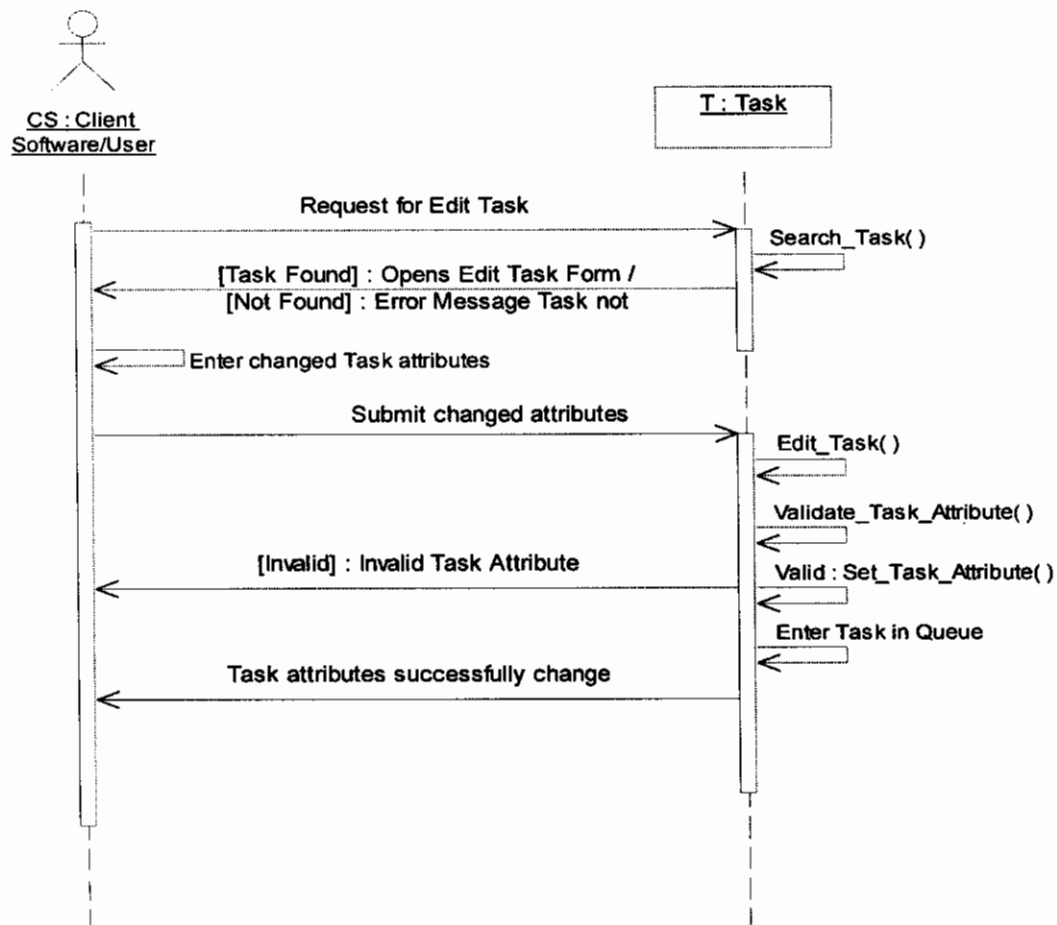 CS : Client
Software/User
T : Task
Request for Edit Task
Search_Task( )
[Task Found] : Opens Edit Task Form /
[Not Found] : Error Message Task not
Enter changed Task attributes
Submit changed attributes
Edit_Task( )
Validate_Task_Attribute( )
[Invalid] : Invalid Task Attribute
Valid : Set_Task_Attribute( )
Enter Task in Queue
Task attributes successfully change